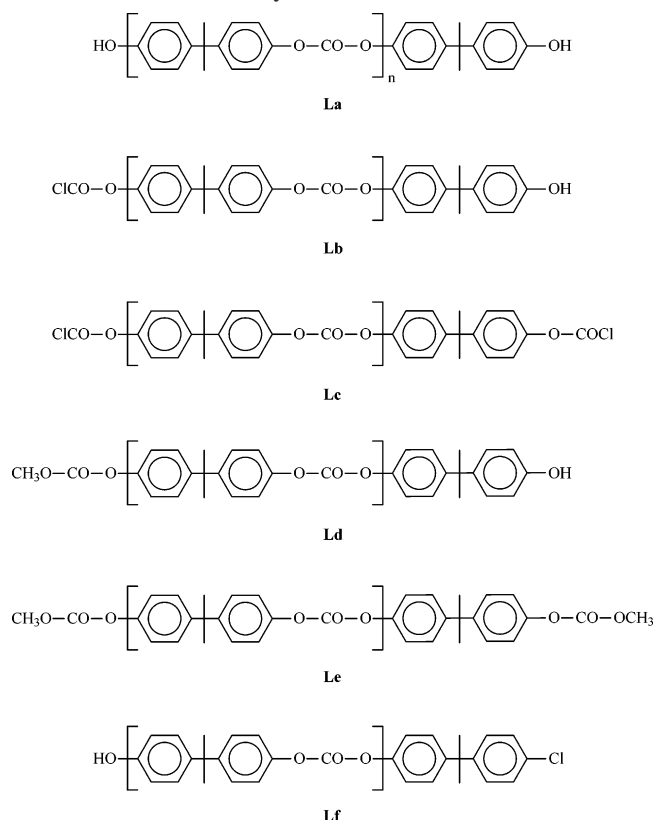 HO O—CO—O n OH
La
ClCO—O O—CO—O OH
Lb
ClCO—O O—CO—O O—COCl
Lc
CH3O—CO—O O—CO—O OH
Ld
CH3O—CO—O O—CO—O O—CO—OCH3
Le
HO O—CO—O Cl
Lf